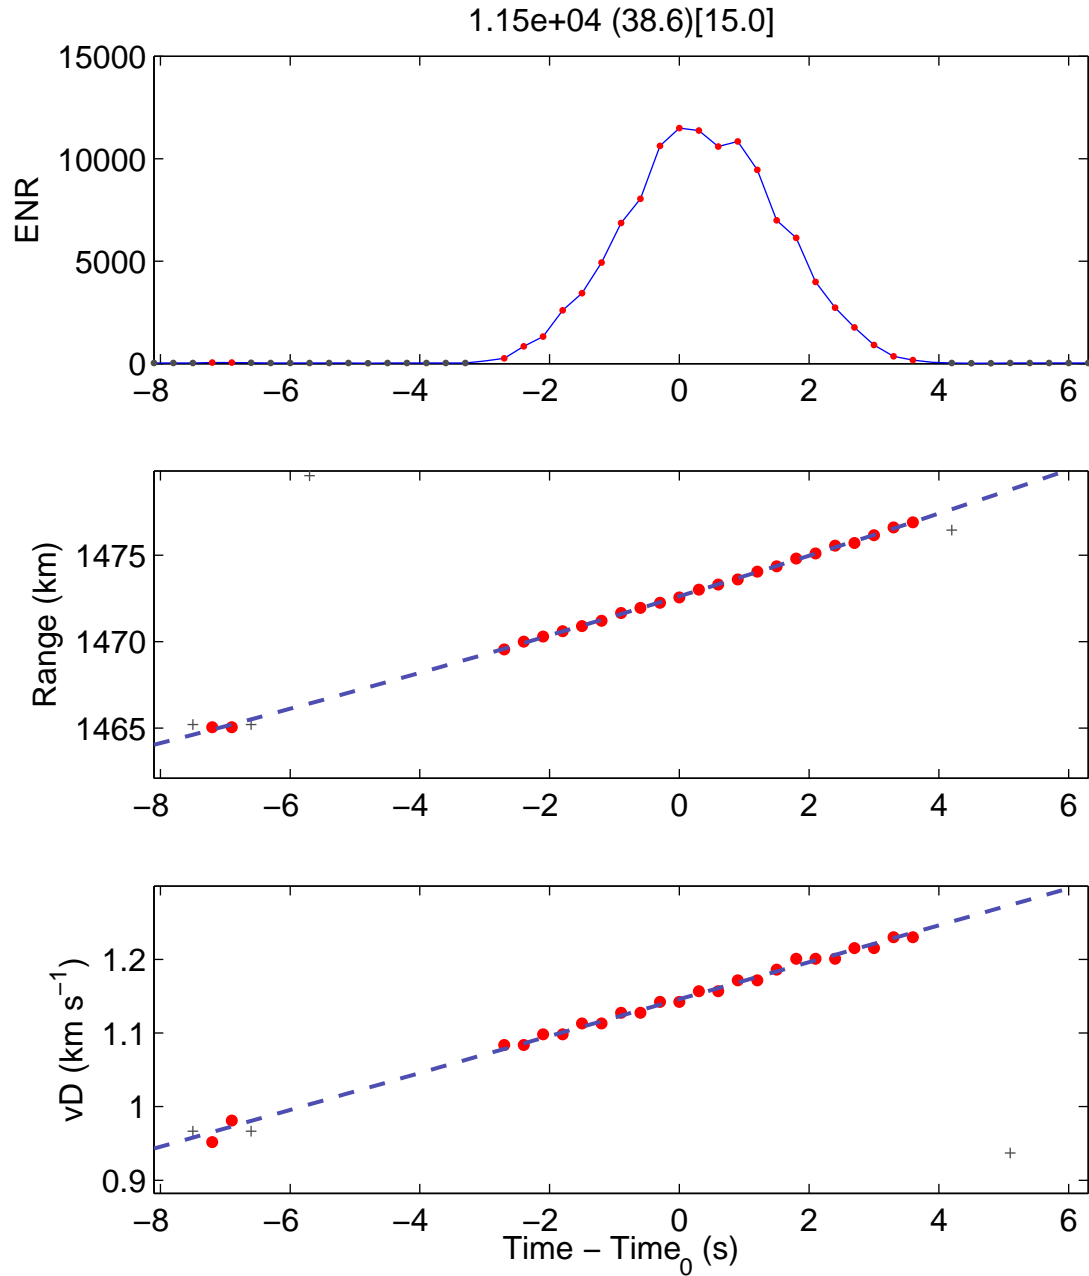 1.15e+04 (38.6)[15.0]
15000
10000
5000
0
ENR
−8 −6 −4 −2 0 2 4 6
1475
1470
1465
Range (km)
−8 −6 −4 −2 0 2 4 6
1.2
1.1
1
0.9
vD (km s⁻¹)
−8 −6 −4 −2 0 2 4 6
Time − Time₀ (s)